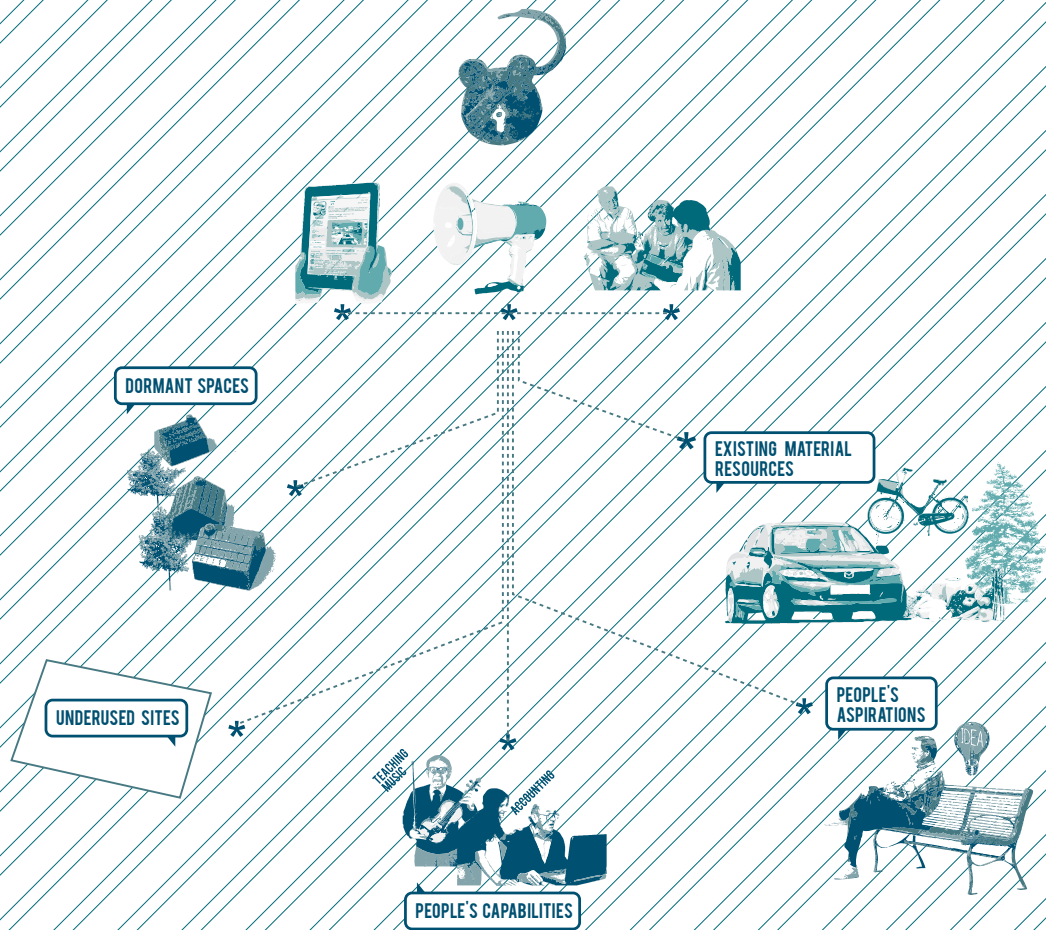 DORMANT SPACES
EXISTING MATERIAL
RESOURCES
UNDERUSED SITES
PEOPLE'S
ASPIRATIONS
IDEA
TEACHING
MUSIC
ACCOUNTING
PEOPLE'S CAPABILITIES